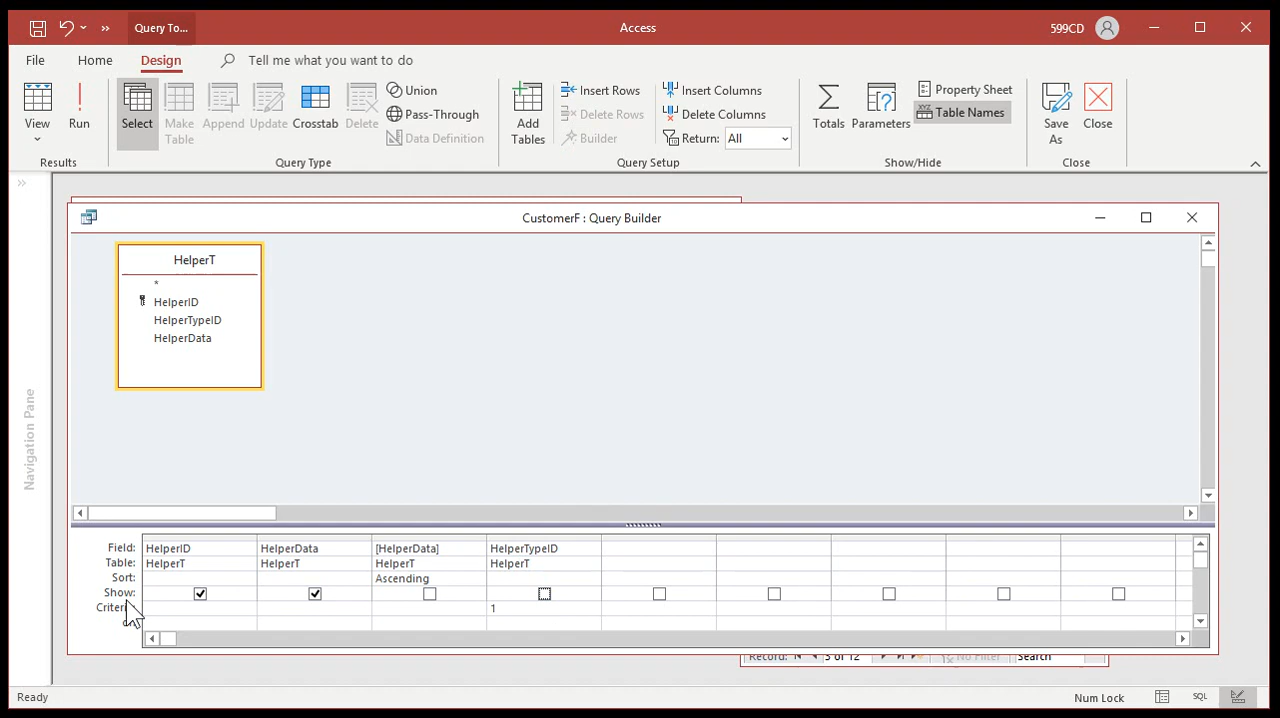 Query To...
Access
599CD
File
Home
Design
Tell me what you want to do
View
Run
Select
Make Table
Append
Update
Crosstab
Delete
Union
Pass-Through
Data Definition
Add Tables
Insert Rows
Delete Rows
Builder
Insert Columns
Delete Columns
Return: All
Totals
Parameters
Property Sheet
Table Names
Save As
Close
Results
Query Type
Query Setup
Show/Hide
Close
Navigation Pane
CustomerF : Query Builder
HelperT
*
HelperID
HelperTypeID
HelperData
Field: HelperID HelperData [HelperData] HelperTypeID
Table: HelperT HelperT HelperT HelperT
Sort: Ascending
Show:
1
Record: of 12 No Filter Search
Ready
Num Lock
SQL